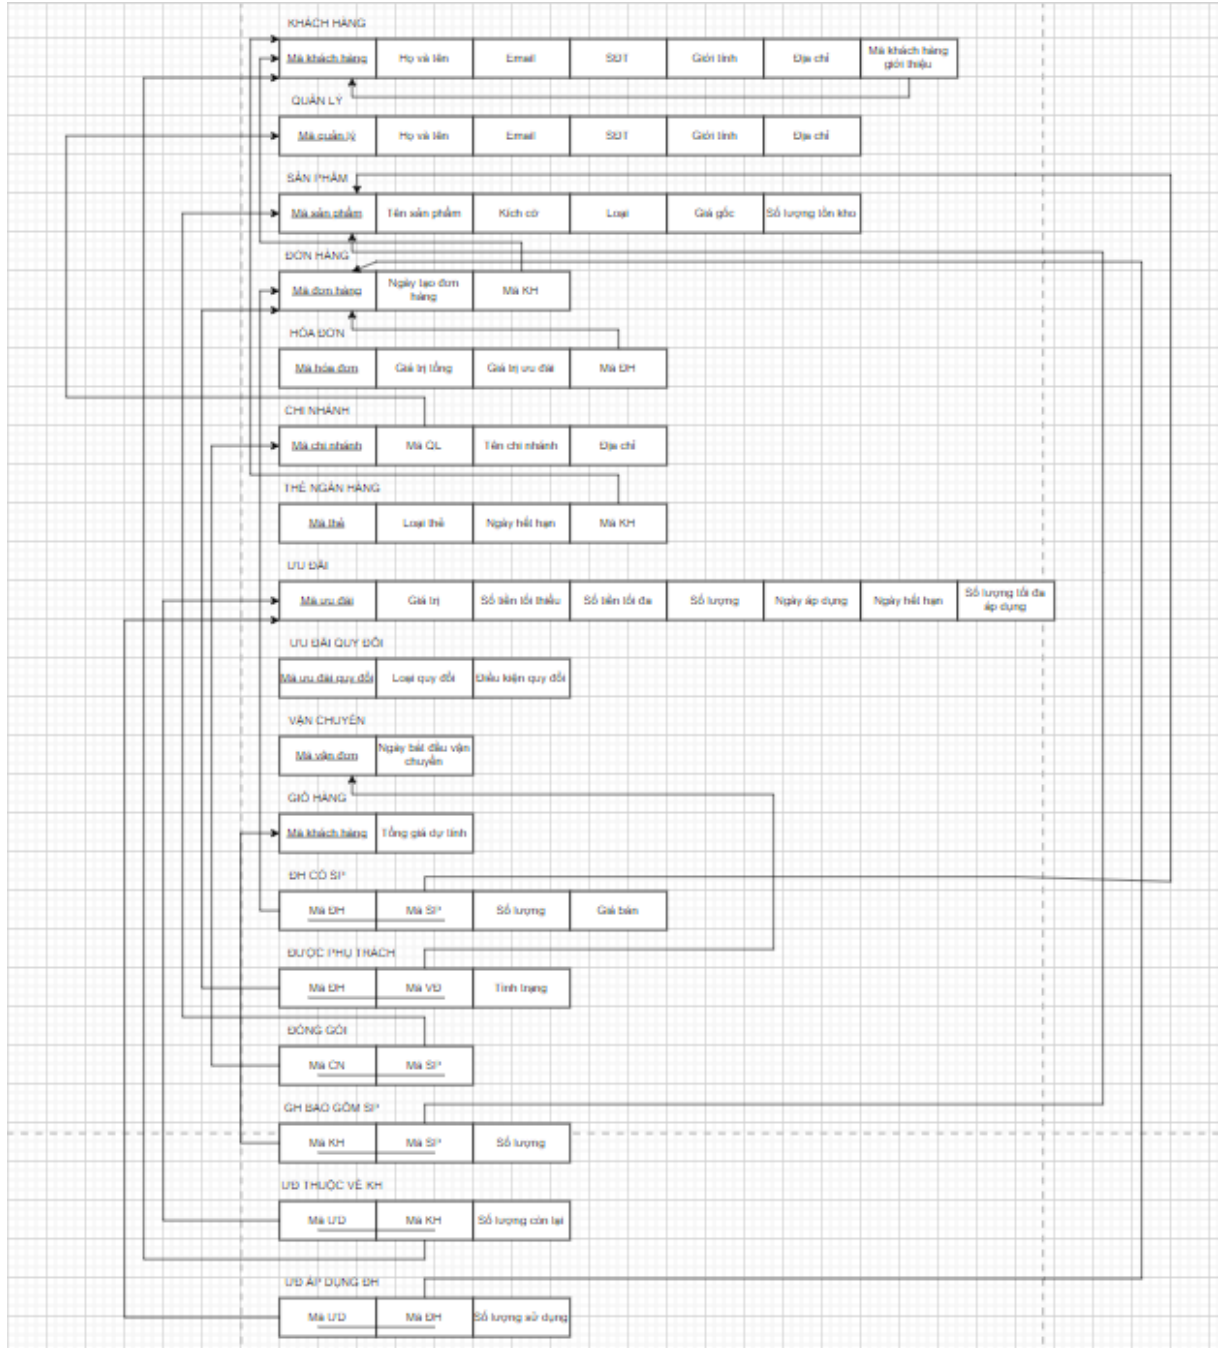 KHÁCH HÀNG
Mã khách hàng Họ và tên Email SĐT Giới tính Địa chỉ Mã khách hàng
giới thiệu
QUẢN LÝ
Mã quản lý Họ và tên Email SĐT Giới tính Địa chỉ
SẢN PHẨM
Mã sản phẩm Tên sản phẩm Kích cỡ Loại Giá gốc Số lượng tồn kho
ĐƠN HÀNG
Mã đơn hàng Ngày tạo đơn
hàng Mã KH
HÓA ĐƠN
Mã hóa đơn Giá trị tổng Giá trị ưu đãi Mã ĐH
CHI NHÁNH
Mã chi nhánh Mã QL Tên chi nhánh Địa chỉ
THẺ NGÂN HÀNG
Mã thẻ Loại thẻ Ngày hết hạn Mã KH
ƯU ĐÃI
Mã ưu đãi Giá trị Số tiền tối thiểu Số tiền tối đa Số lượng Ngày áp dụng Ngày hết hạn Số lượng tối đa
áp dụng
ƯU ĐÃI QUY ĐỔI
Mã ưu đãi quy đổi Loại quy đổi Điều kiện quy đổi
VẬN CHUYỂN
Mã vận đơn Ngày bắt đầu vận
chuyển
GIỎ HÀNG
Mã khách hàng Tổng giá dự tính
ĐH CÓ SP
Mã ĐH Mã SP Số lượng Giá bán
ĐƯỢC PHỤ TRÁCH
Mã ĐH Mã VĐ Tình trạng
ĐÓNG GÓI
Mã CN Mã SP
GH BAO GỒM SP
Mã KH Mã SP Số lượng
ƯĐ THUỘC VỀ KH
Mã ƯĐ Mã KH Số lượng còn lại
ƯĐ ÁP DỤNG ĐH
Mã ƯĐ Mã ĐH Số lượng sử dụng